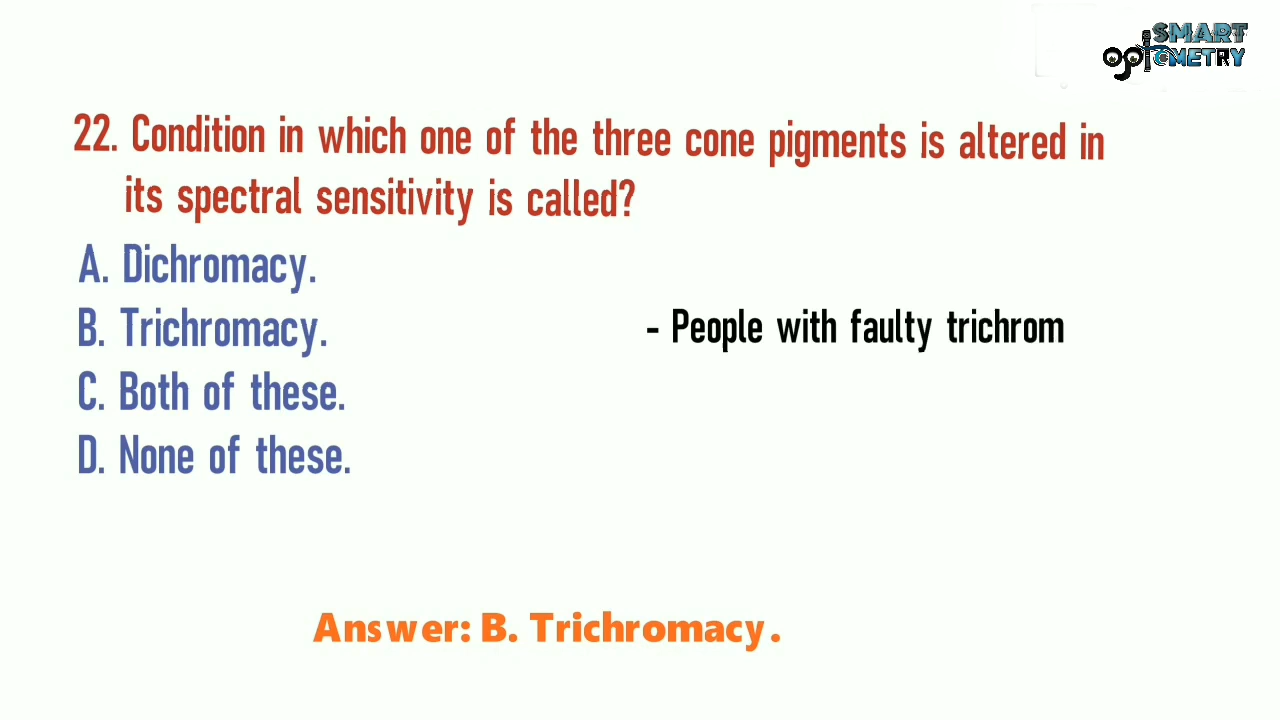 SMART
optOMETRY
22. Condition in which one of the three cone pigments is altered in
its spectral sensitivity is called?
A. Dichromacy.
B. Trichromacy.
- People with faulty trichrom
C. Both of these.
D. None of these.
Answer: B. Trichromacy.